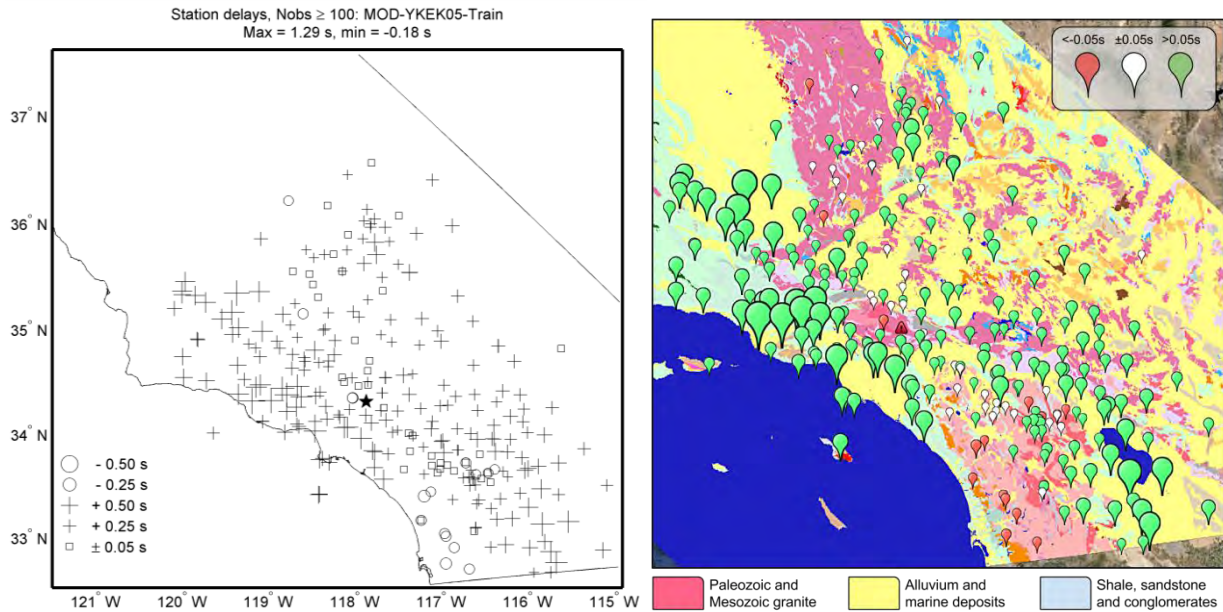 Station delays, Nobs ≥ 100: MOD-YKEK05-Train
Max = 1.29 s, min = -0.18 s
37° N
36° N
35° N
34° N
33° N
- 0.50 s
- 0.25 s
+ 0.50 s
+ 0.25 s
± 0.05 s
121° W
120° W
119° W
118° W
117° W
116° W
115° W
<-0.05s
±0.05s
>0.05s
Paleozoic and
Mesozoic granite
Alluvium and
marine deposits
Shale, sandstone
and conglomerates